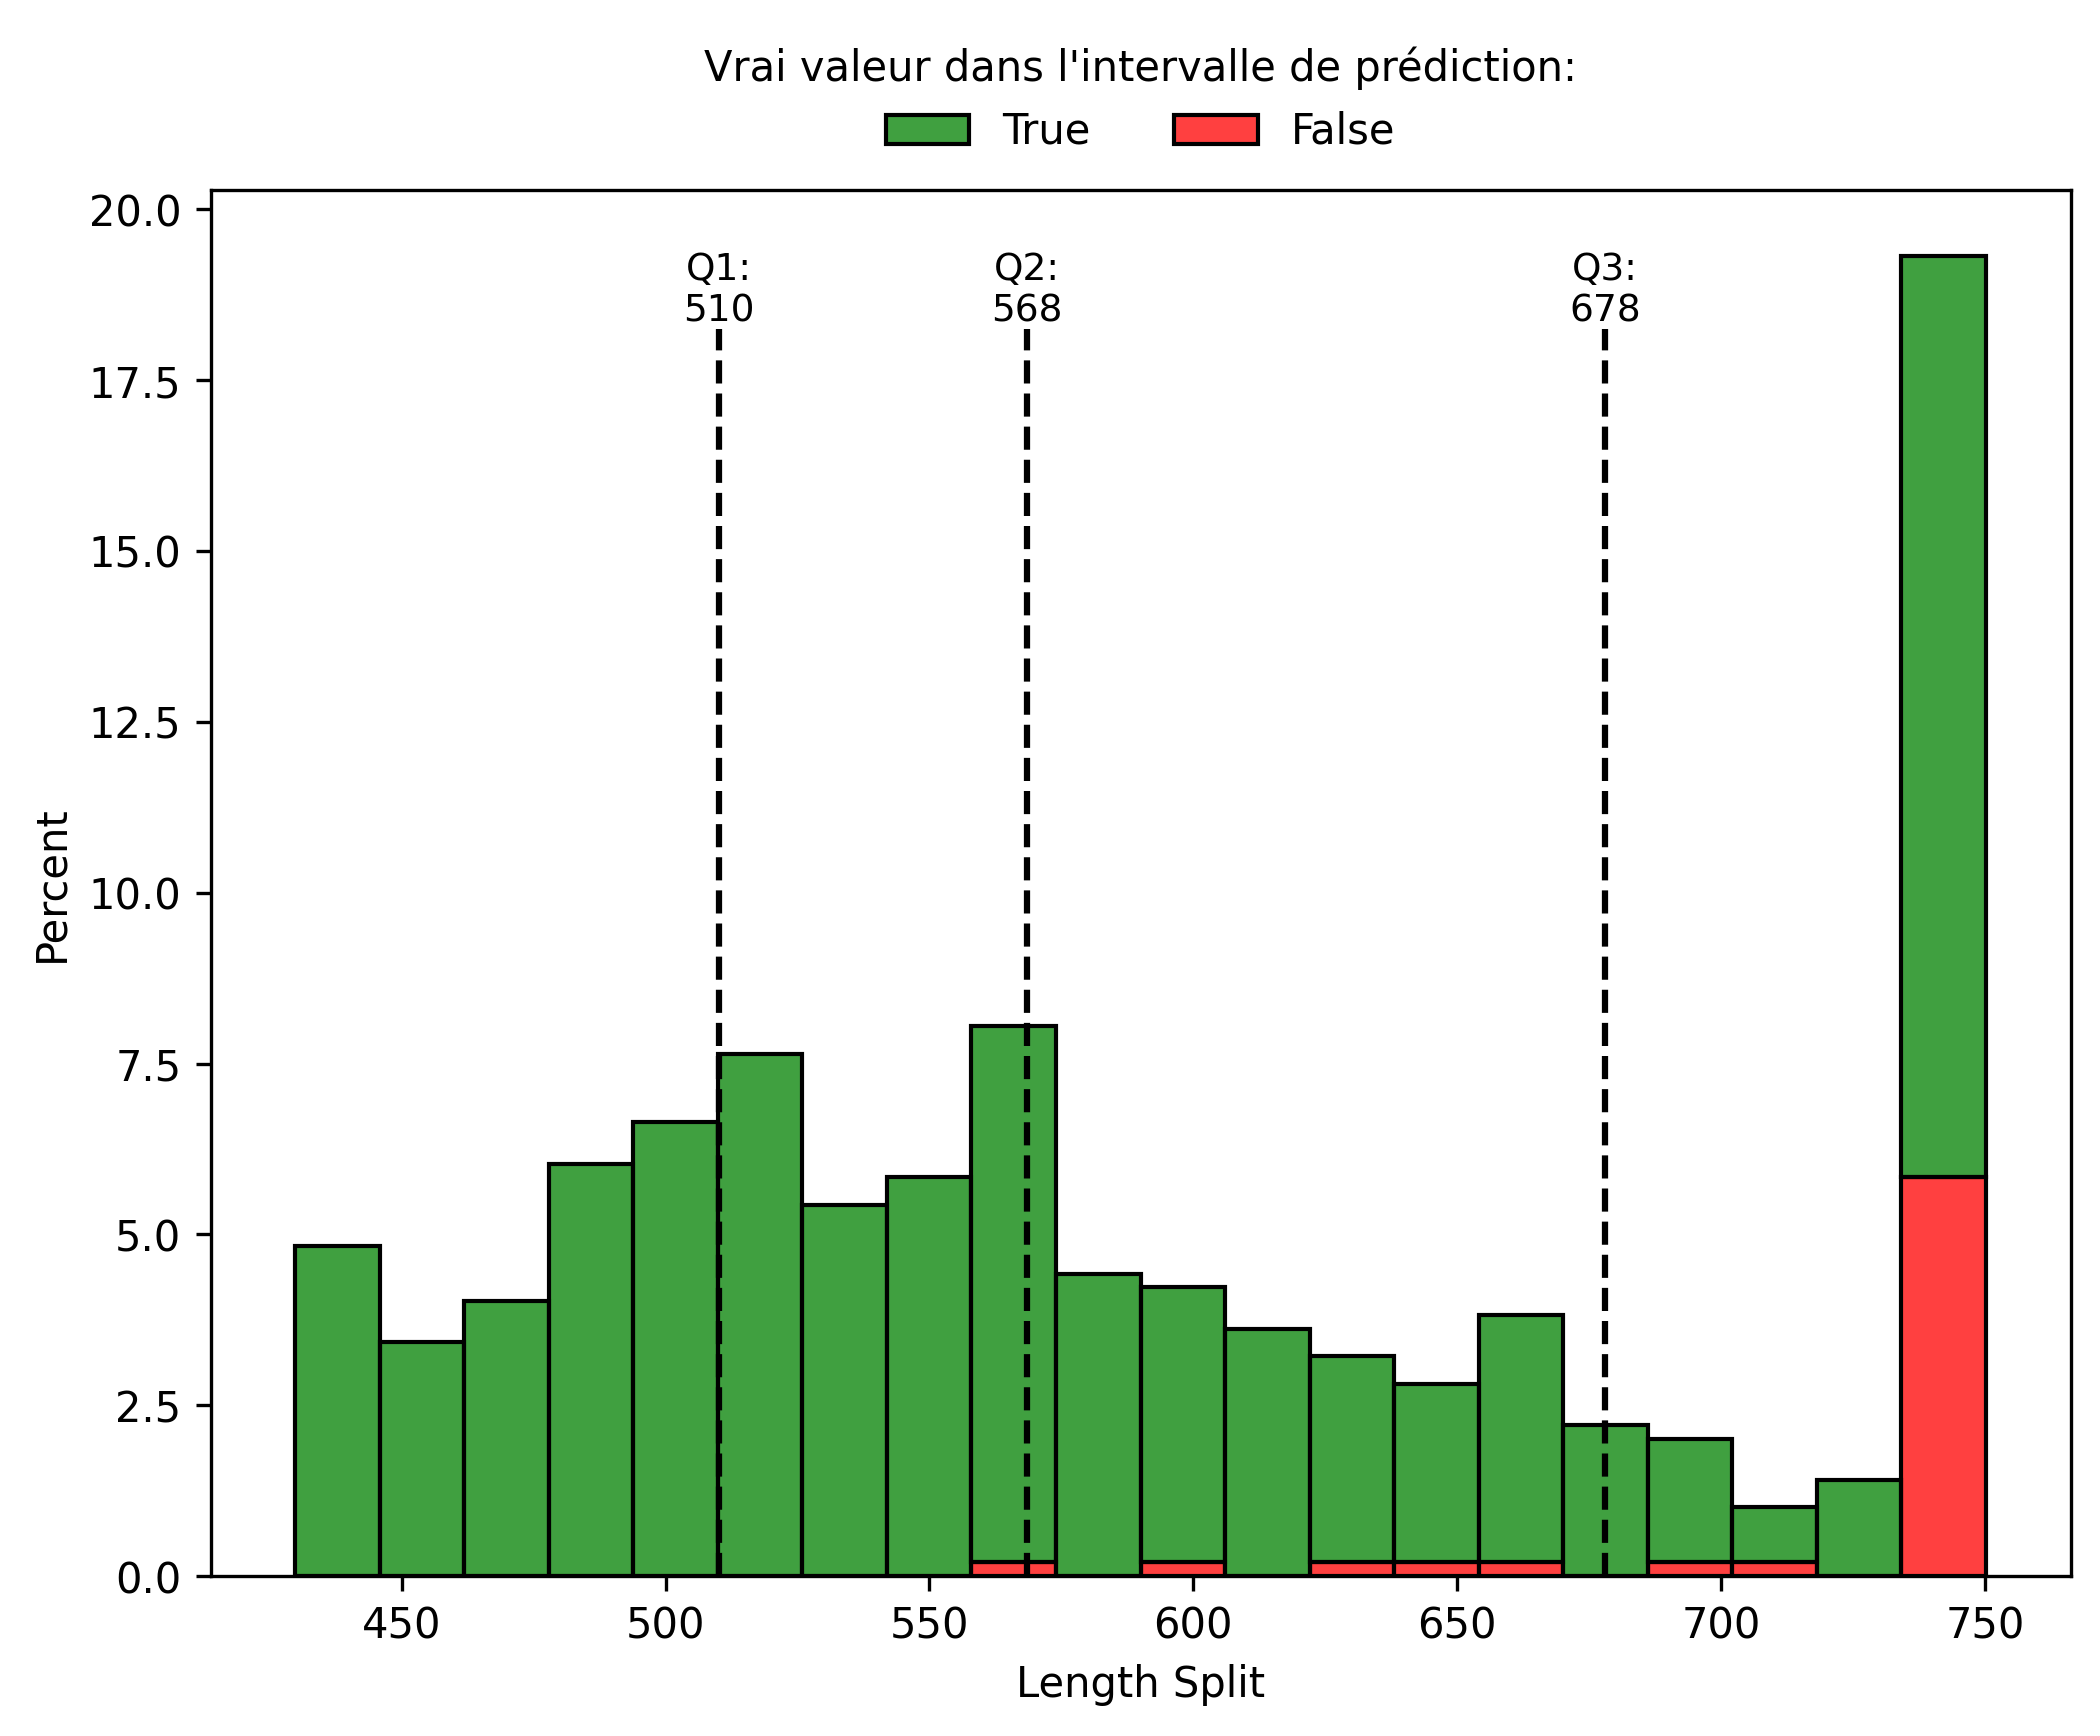 Vrai valeur dans l'intervalle de prédiction:
True False
20.0
17.5
15.0
12.5
10.0
7.5
5.0
2.5
0.0
Percent
Q1:
510
Q2:
568
Q3:
678
450 500 550 600 650 700 750
Length Split